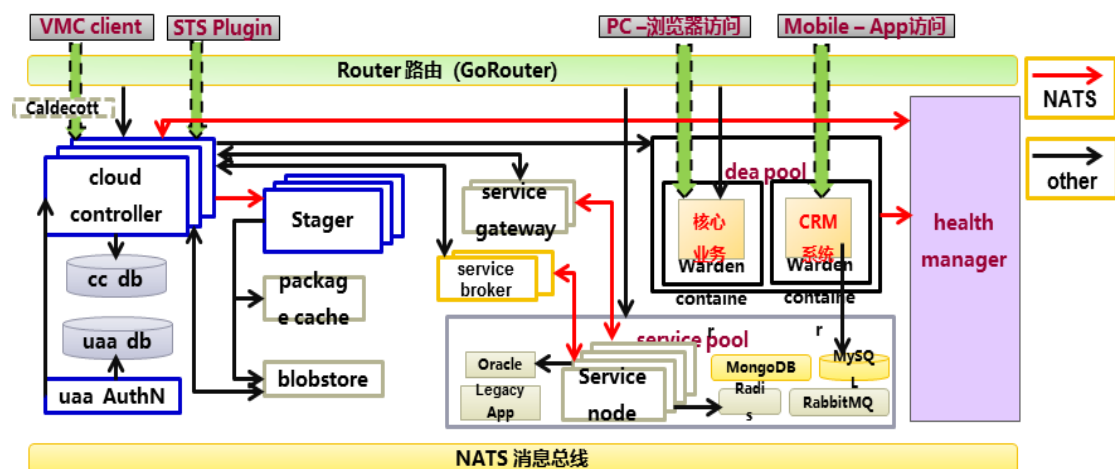 VMC client
STS Plugin
PC –浏览器访问
Mobile – App访问
Router 路由 (GoRouter)
Caldecott
NATS
other
cloud
controller
Stager
service
gateway
service
broker
dea pool
核心
业务
Warden
containe
r
CRM
系统
Warden
containe
r
health
manager
cc db
packag
e cache
uaa db
blobstore
uaa AuthN
service pool
Oracle
Legacy
App
Service
node
MongoDB
MySQ
L
Radi
s
RabbitMQ
NATS 消息总线